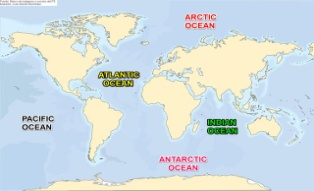 ARCTIC
OCEAN
ATLANTIC
OCEAN
PACIFIC
OCEAN
INDIAN
OCEAN
ANTARCTIC
OCEAN